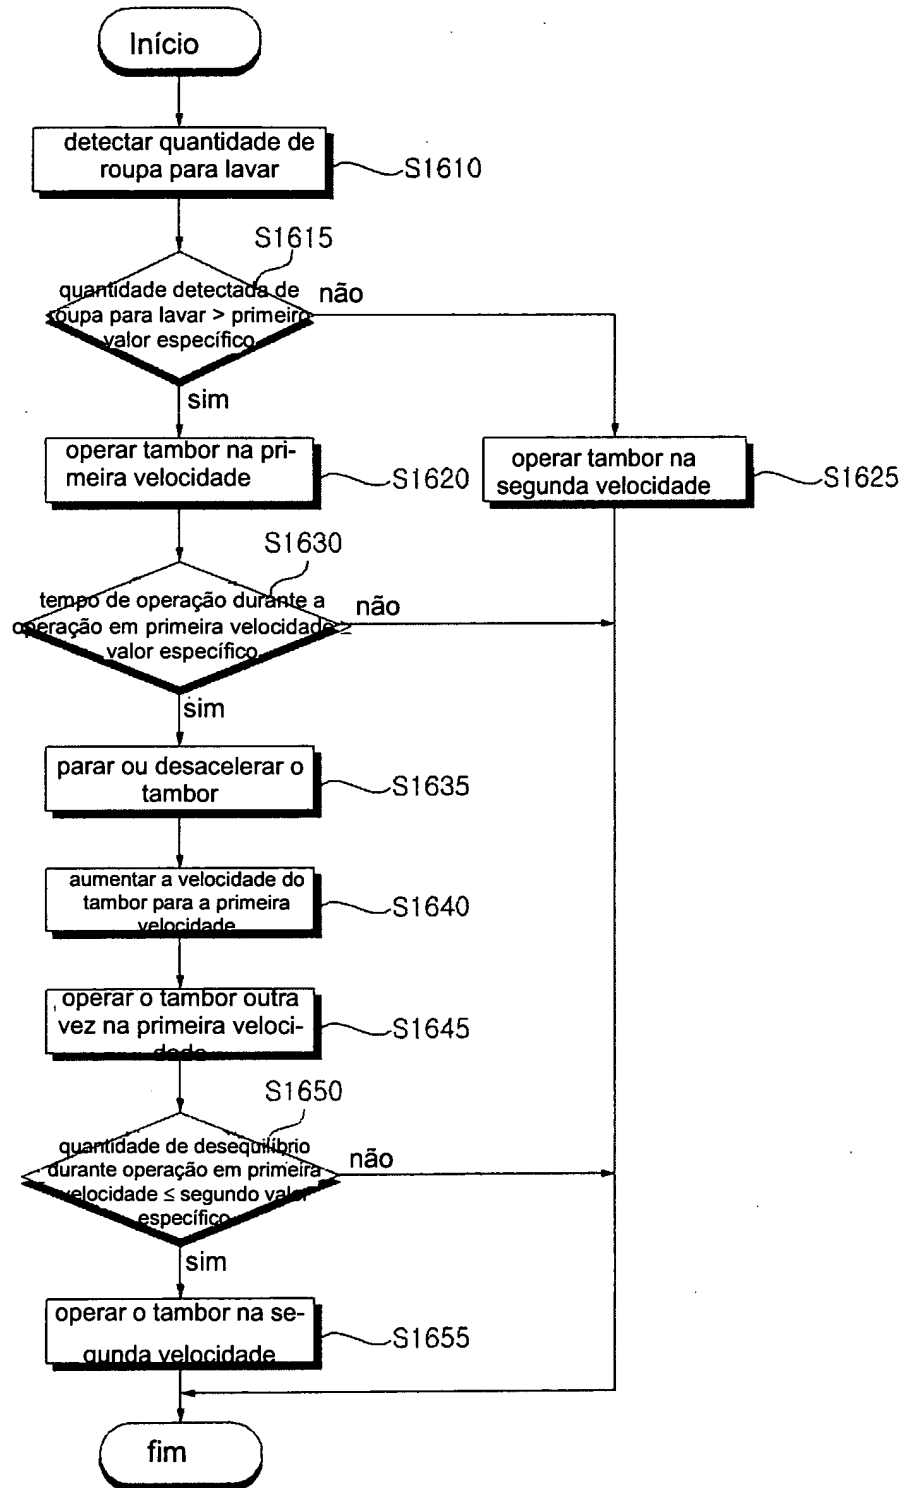 Início
detectar quantidade de
roupa para lavar
S1610
S1615
quantidade detectada de
roupa para lavar > primeiro
valor específico
não
sim
operar tambor na pri-
meira velocidade
S1620
operar tambor na
segunda velocidade
S1625
S1630
tempo de operação durante a
operação em primeira velocidade ≥
valor específico
não
sim
parar ou desacelerar o
tambor
S1635
aumentar a velocidade do
tambor para a primeira
velocidade
S1640
operar o tambor outra
vez na primeira veloci-
dade
S1645
S1650
quantidade de desequilíbrio
durante operação em primeira
velocidade ≤ segundo valor
específico
não
sim
operar o tambor na se-
gunda velocidade
S1655
fim